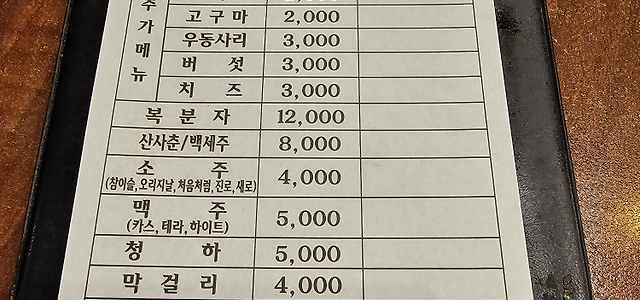 추가메뉴
고구마 2,000
우동사리 3,000
버섯 3,000
치즈 3,000
복분자 12,000
산사춘/백세주 8,000
소주 4,000
(참이슬, 오리지날, 처음처럼, 진로, 새로)
맥주 5,000
(카스, 테라, 하이트)
청하 5,000
막걸리 4,000